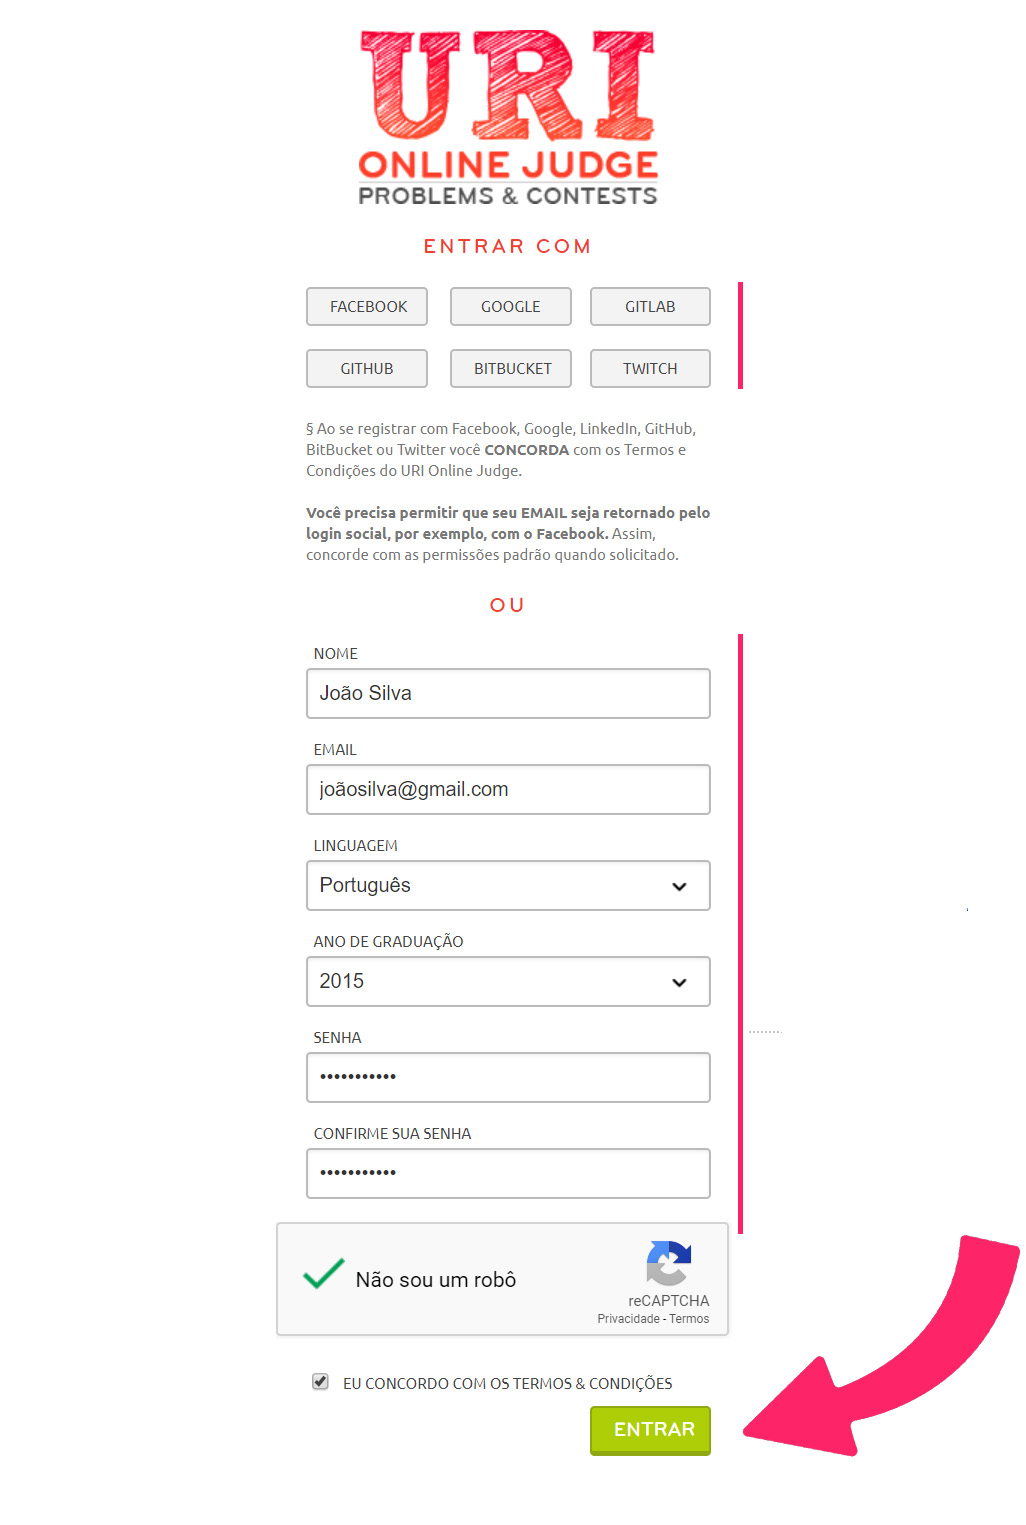 URI
ONLINE JUDGE
PROBLEMS & CONTESTS
ENTRAR COM
FACEBOOK GOOGLE GITLAB
GITHUB BITBUCKET TWITCH
§ Ao se registrar com Facebook, Google, LinkedIn, GitHub,
BitBucket ou Twitter você CONCORDA com os Termos e
Condições do URI Online Judge.
Você precisa permitir que seu EMAIL seja retornado pelo
login social, por exemplo, com o Facebook. Assim,
concorde com as permissões padrão quando solicitado.
OU
NOME
João Silva
EMAIL
joãosilva@gmail.com
LINGUAGEM
Português
ANO DE GRADUAÇÃO
2015
SENHA
•••••••••••
CONFIRME SUA SENHA
•••••••••••
Não sou um robô
reCAPTCHA
Privacidade - Termos
EU CONCORDO COM OS TERMOS & CONDIÇÕES
ENTRAR